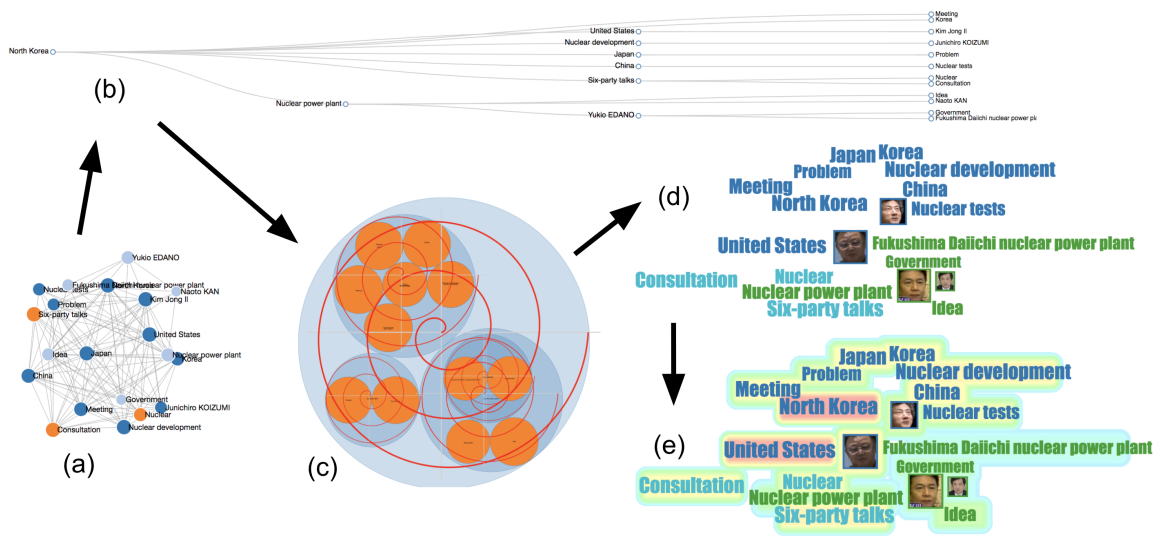 Meeting
Korea
United States
Kim Jong Il
North Korea
Nuclear development
Junichiro KOIZUMI
Japan
Problem
China
Nuclear tests
Six-party talks
Nuclear
Consultation
(b)
Nuclear power plant
Idea
Naoto KAN
Yukio EDANO
Government
Fukushima Daiichi nuclear power pl
(d)
Japan Korea
Problem
Nuclear development
Meeting
China
North Korea
Nuclear tests
United States
Fukushima Daiichi nuclear power plant
Government
Consultation
Nuclear
Nuclear power plant
Six-party talks
Idea
Yukio EDANO
Naoto KAN
Problem
Kim Jong Il
Six-party talks
United States
Idea
Japan
Nuclear power plant
Korea
China
Government
Meeting
Junichiro KOIZUMI
Nuclear
Consultation
Nuclear development
(a)
(c)
(e)
Japan Korea
Problem
Nuclear development
Meeting
China
North Korea
Nuclear tests
United States
Fukushima Daiichi nuclear power plant
Government
Consultation
Nuclear
Nuclear power plant
Six-party talks
Idea